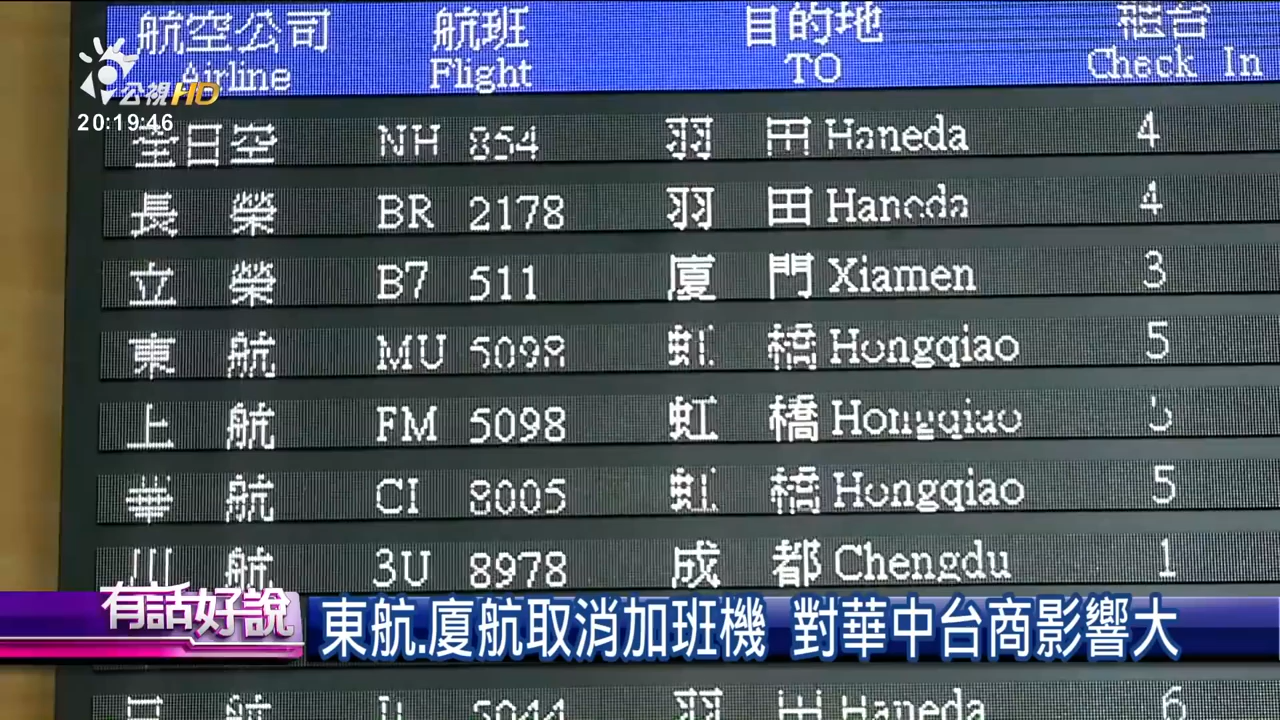 航空公司 航班 目的地 櫃台
Airline Flight TO Check In
公視HD
20:19:46
全日空 NH 854 羽田 Haneda 4
長榮 BR 2178 羽田 Haneda 4
立榮 B7 511 廈門 Xiamen 3
東航 MU 5098 虹橋 Hongqiao 5
上航 FM 5098 虹橋 Hongqiao 5
華航 CI 8005 虹橋 Hongqiao 5
川航 3U 8978 成都 Chengdu 1
有話好說
東航.廈航取消加班機 對華中台商影響大
日航 JL 5044 羽田 Haneda 6